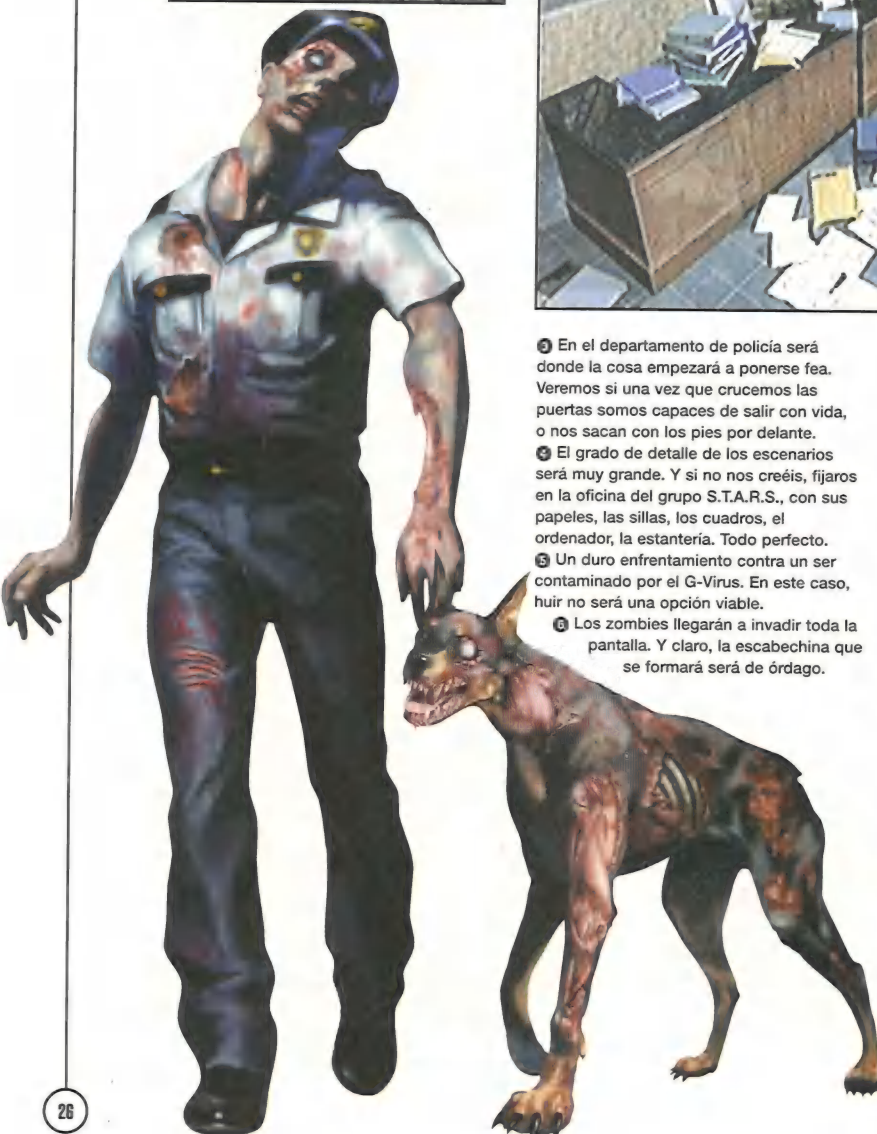 ③ En el departamento de policía será
donde la cosa empezará a ponerse fea.
Veremos si una vez que crucemos las
puertas somos capaces de salir con vida,
o nos sacan con los pies por delante.
④ El grado de detalle de los escenarios
será muy grande. Y si no nos creéis, fijaros
en la oficina del grupo S.T.A.R.S., con sus
papeles, las sillas, los cuadros, el
ordenador, la estantería. Todo perfecto.
⑤ Un duro enfrentamiento contra un ser
contaminado por el G-Virus. En este caso,
huir no será una opción viable.
⑥ Los zombies llegarán a invadir toda la
pantalla. Y claro, la escabechina que
se formará será de órdago.
26